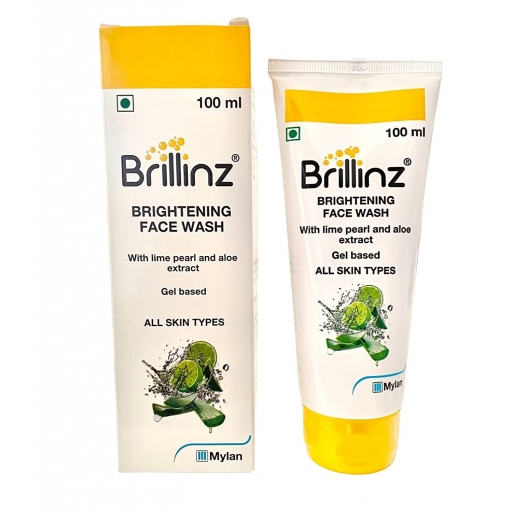 100 ml
Brillinz®
BRIGHTENING
FACE WASH
With lime pearl and aloe
extract
Gel based
ALL SKIN TYPES
Mylan
100 ml
Brillinz®
BRIGHTENING
FACE WASH
With lime pearl and aloe
extract
Gel based
ALL SKIN TYPES
Mylan